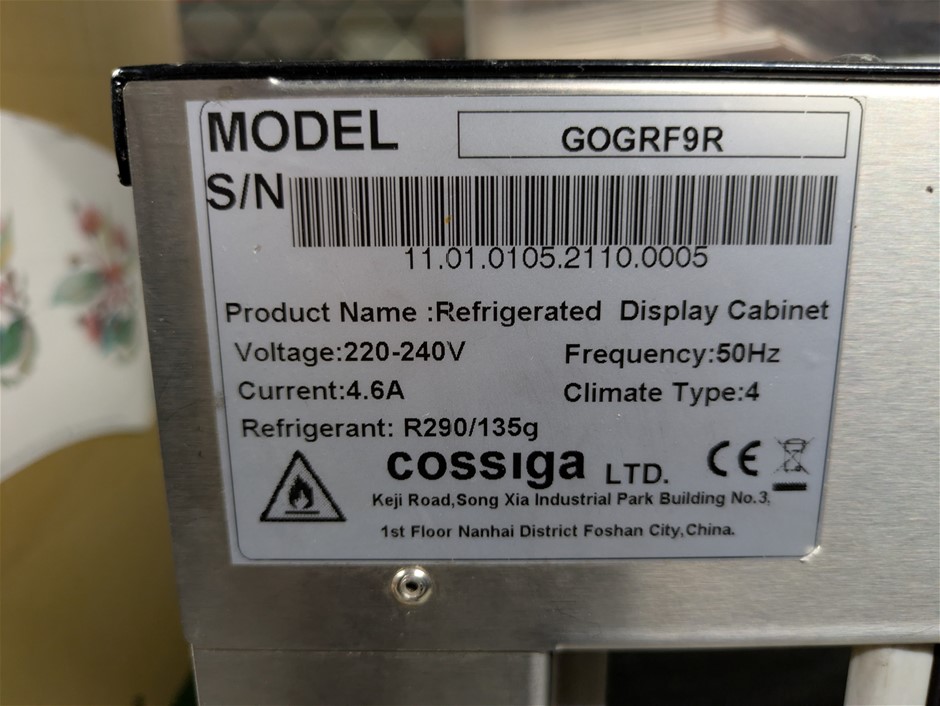 MODEL GOGRF9R
S/N
11.01.0105.2110.0005
Product Name :Refrigerated Display Cabinet
Voltage:220-240V Frequency:50Hz
Current:4.6A Climate Type:4
Refrigerant: R290/135g
cossiga LTD. CE
Keji Road,Song Xia Industrial Park Building No.3,
1st Floor Nanhai District Foshan City,China.